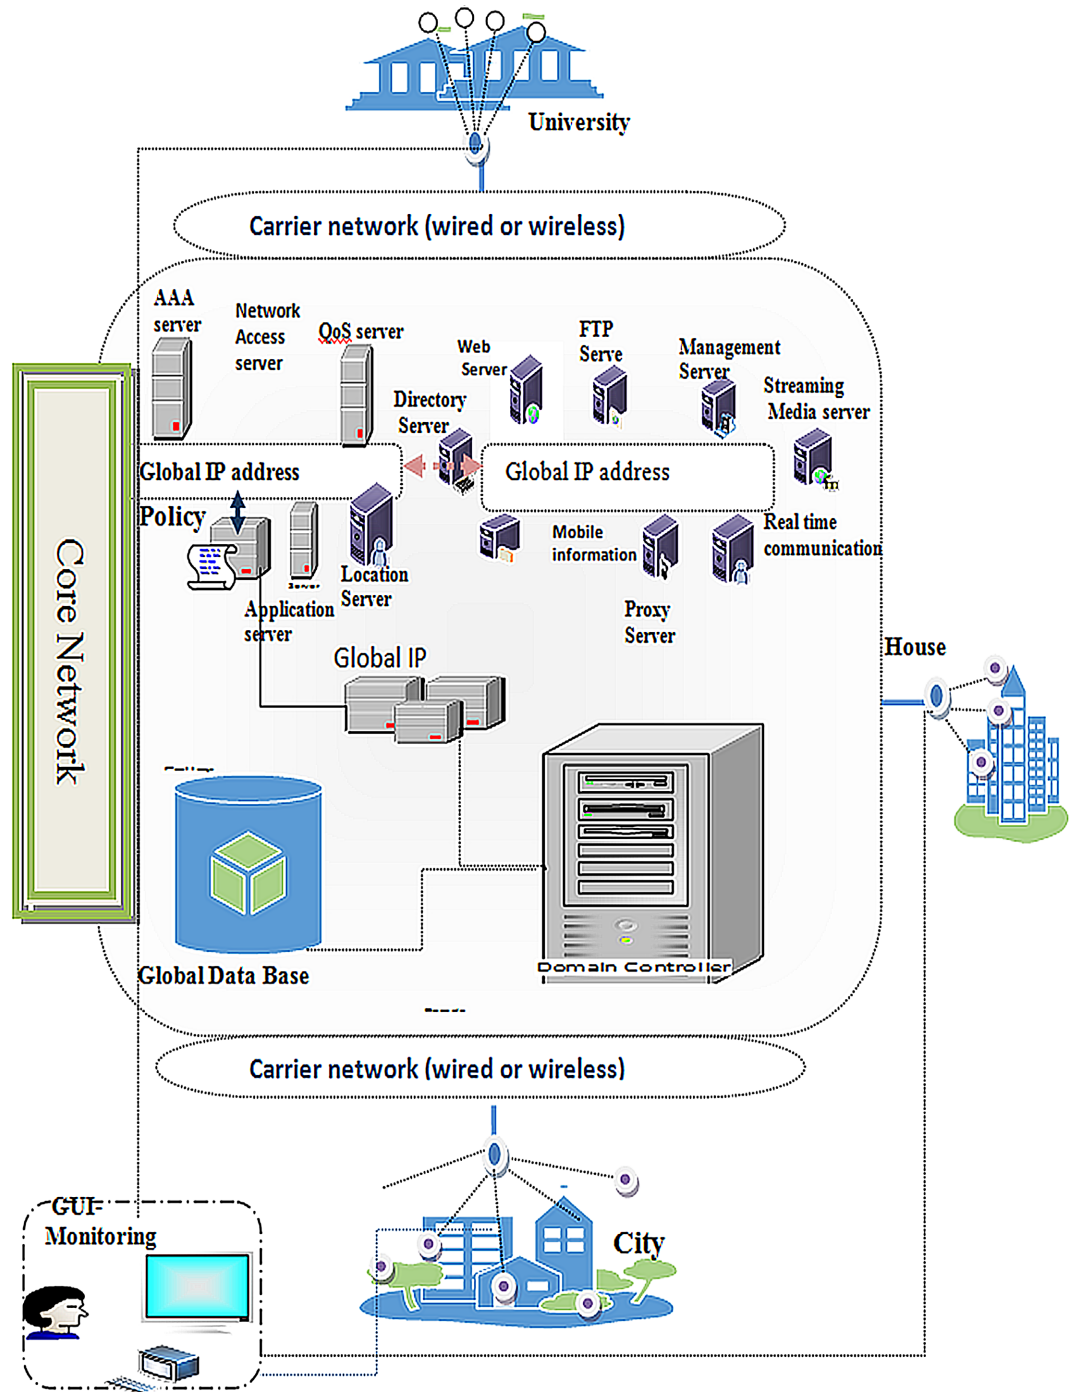 University
Carrier network (wired or wireless)
AAA
server
Network
Access
server
QoS server
Web
Server
FTP
Serve
Management
Server
Streaming
Media server
Directory
Server
Global IP address
Global IP address
Policy
Mobile
information
Real time
communication
Location
Server
Application
server
Proxy
Server
Core Network
Global IP
House
Domain Controller
Global Data Base
Carrier network (wired or wireless)
GUI-
Monitoring
City